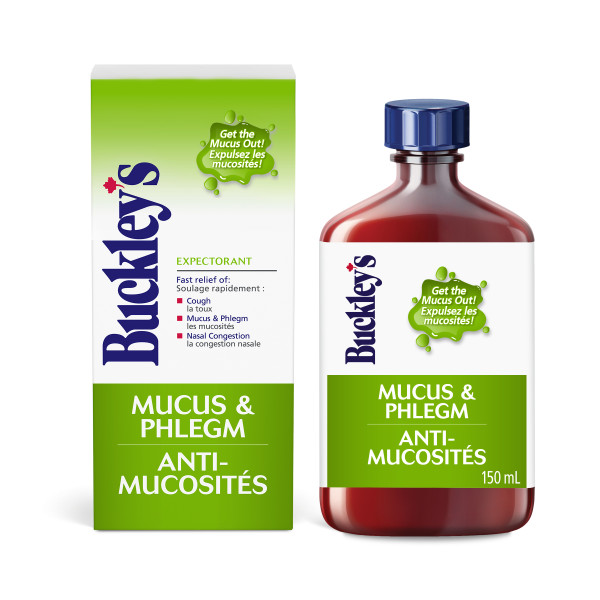 Get the
Mucus Out!
Expulsez les
mucosités!
Buckley's
EXPECTORANT
Fast relief of:
Soulage rapidement :
Cough
la toux
Mucus & Phlegm
les mucosités
Nasal Congestion
la congestion nasale
MUCUS &
PHLEGM
ANTI-
MUCOSITÉS
Buckley's
Get the
Mucus Out!
Expulsez les
mucosités!
MUCUS &
PHLEGM
ANTI-
MUCOSITÉS
150 mL